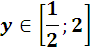 y ∈ [1/2 ; 2]